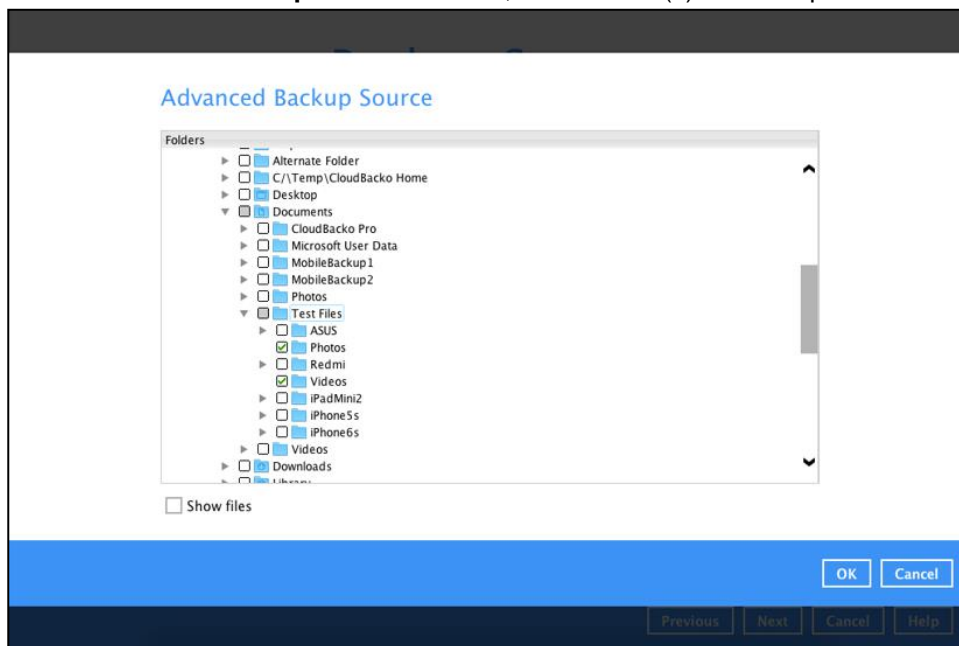 Advanced Backup Source
Folders
Alternate Folder
C/\Temp\CloudBacko Home
Desktop
Documents
CloudBacko Pro
Microsoft User Data
MobileBackup1
MobileBackup2
Photos
Test Files
ASUS
Photos
Redmi
Videos
iPadMini2
iPhone5s
iPhone6s
Videos
Downloads
Library
Show files
OK Cancel
Previous Next Cancel Help